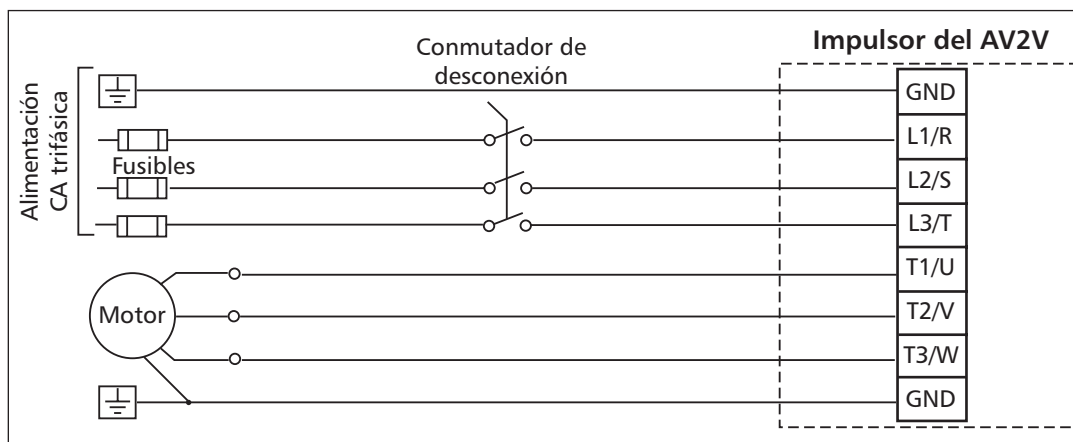 Impulsor del AV2V
Conmutador de
desconexión
Alimentación
CA trifásica
Fusibles
Motor
GND
L1/R
L2/S
L3/T
T1/U
T2/V
T3/W
GND